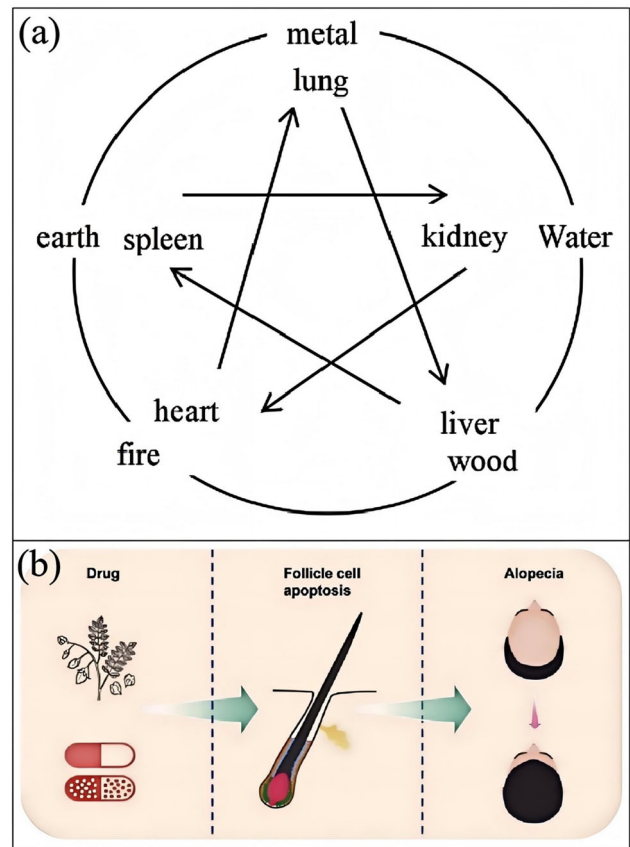 (a)
metal
lung
earth spleen kidney Water
heart
fire
liver
wood
(b)
Drug
Follicle cell
apoptosis
Alopecia